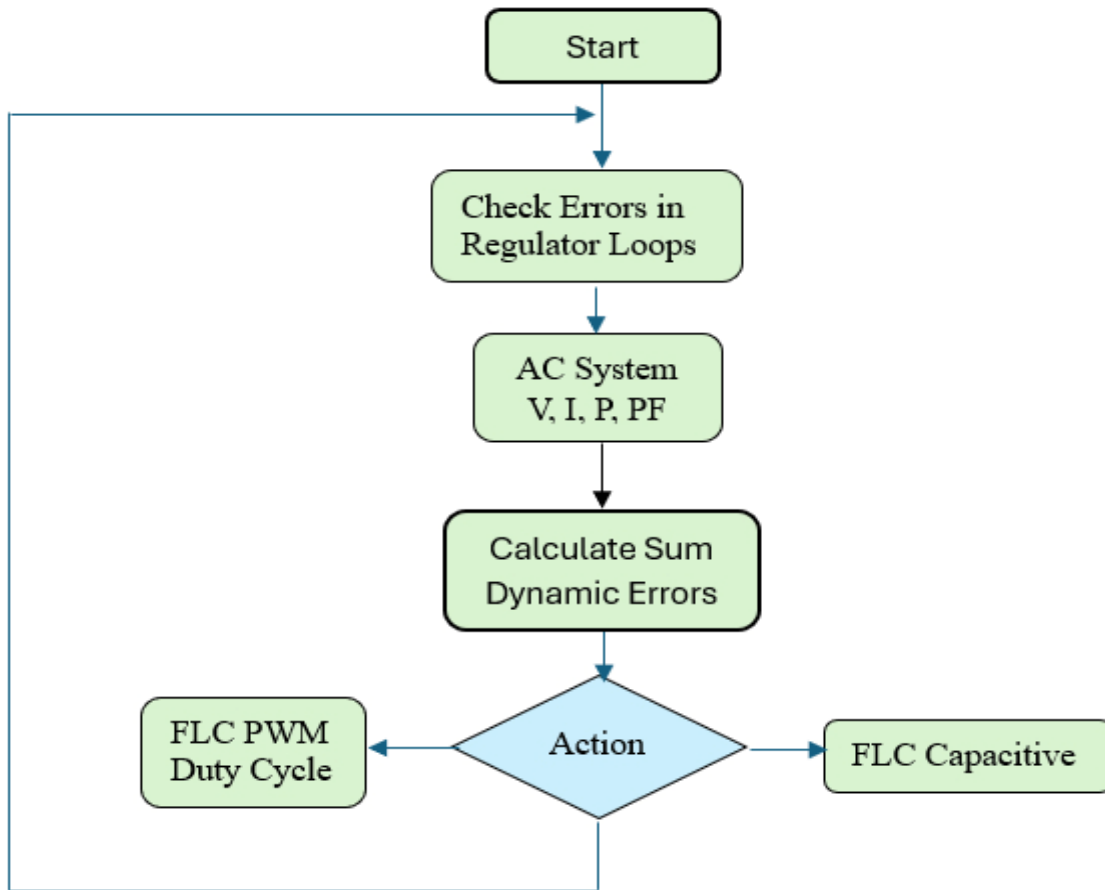 Start
Check Errors in
Regulator Loops
AC System
V, I, P, PF
Calculate Sum
Dynamic Errors
FLC PWM
Duty Cycle
Action
FLC Capacitive